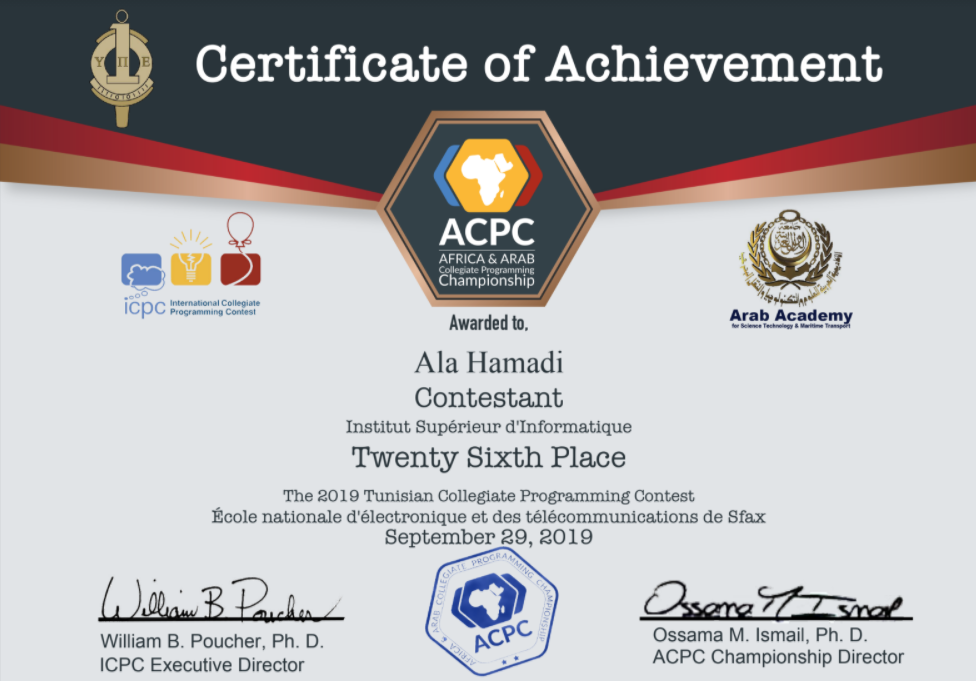 Υ Π Ε
Certificate of Achievement
ACPC
AFRICA & ARAB
Collegiate Programming
Championship
icpc International Collegiate
Programming Contest
Arab Academy
for Science Technology & Maritime Transport
Awarded to,
Ala Hamadi
Contestant
Institut Supérieur d'Informatique
Twenty Sixth Place
The 2019 Tunisian Collegiate Programming Contest
École nationale d'électronique et des télécommunications de Sfax
September 29, 2019
William B. Poucher
AFRICA & ARAB COLLEGIATE PROGRAMMING CHAMPIONSHIP
ACPC
Ossama M. Ismail
William B. Poucher, Ph. D.
ICPC Executive Director
Ossama M. Ismail, Ph. D.
ACPC Championship Director